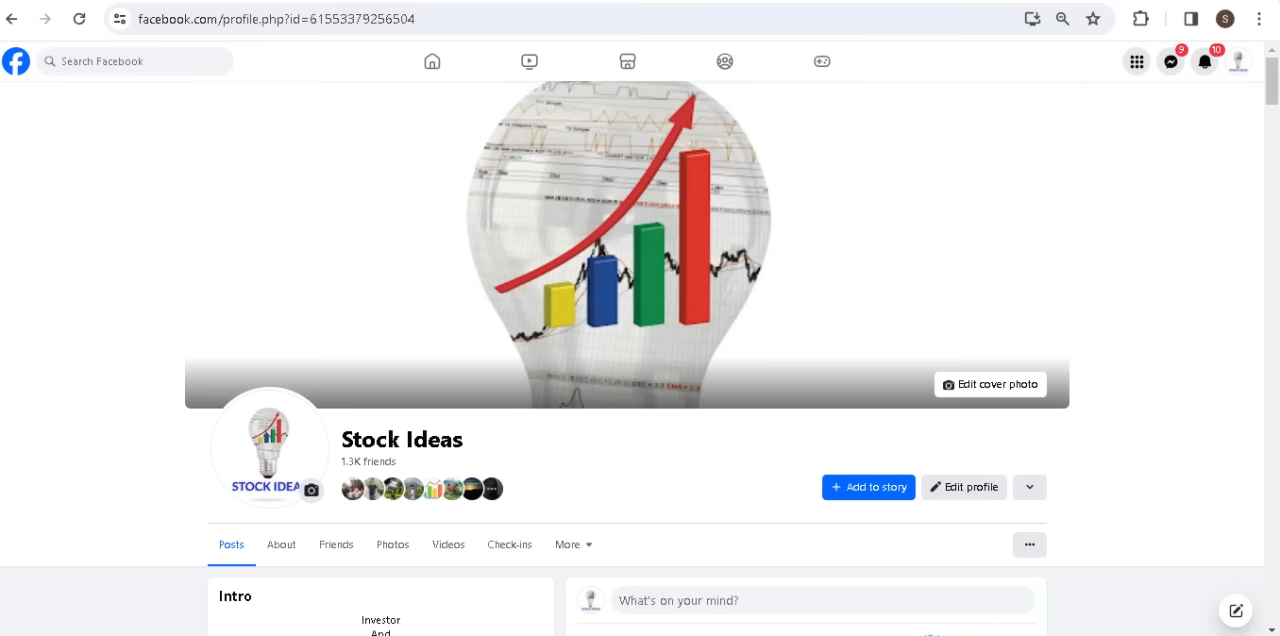 facebook.com/profile.php?id=61553379256504
S
Search Facebook
9
10
Edit cover photo
STOCK IDEA
Stock Ideas
1.3K friends
+ Add to story
Edit profile
Posts
About
Friends
Photos
Videos
Check-ins
More
Intro
Investor
And
What's on your mind?